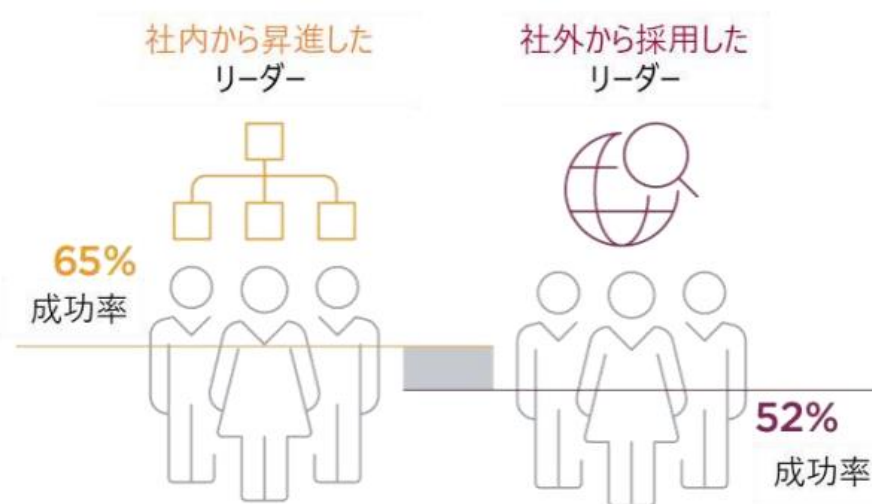 社内から昇進した
リーダー
社外から採用した
リーダー
65%
成功率
52%
成功率